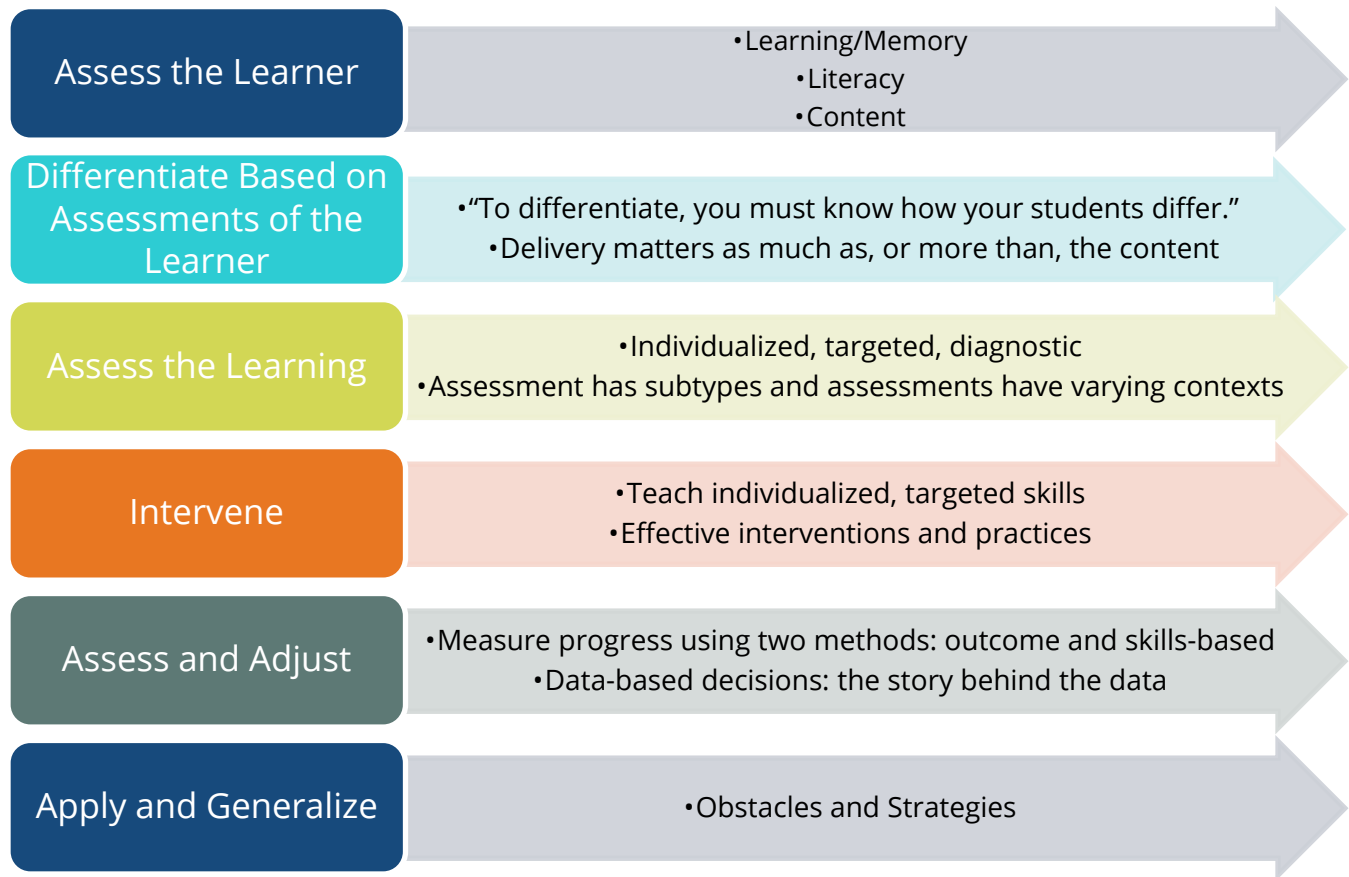 Assess the Learner
•Learning/Memory
•Literacy
•Content
Differentiate Based on
Assessments of the
Learner
•“To differentiate, you must know how your students differ.”
•Delivery matters as much as, or more than, the content
Assess the Learning
•Individualized, targeted, diagnostic
•Assessment has subtypes and assessments have varying contexts
Intervene
•Teach individualized, targeted skills
•Effective interventions and practices
Assess and Adjust
•Measure progress using two methods: outcome and skills-based
•Data-based decisions: the story behind the data
Apply and Generalize
•Obstacles and Strategies